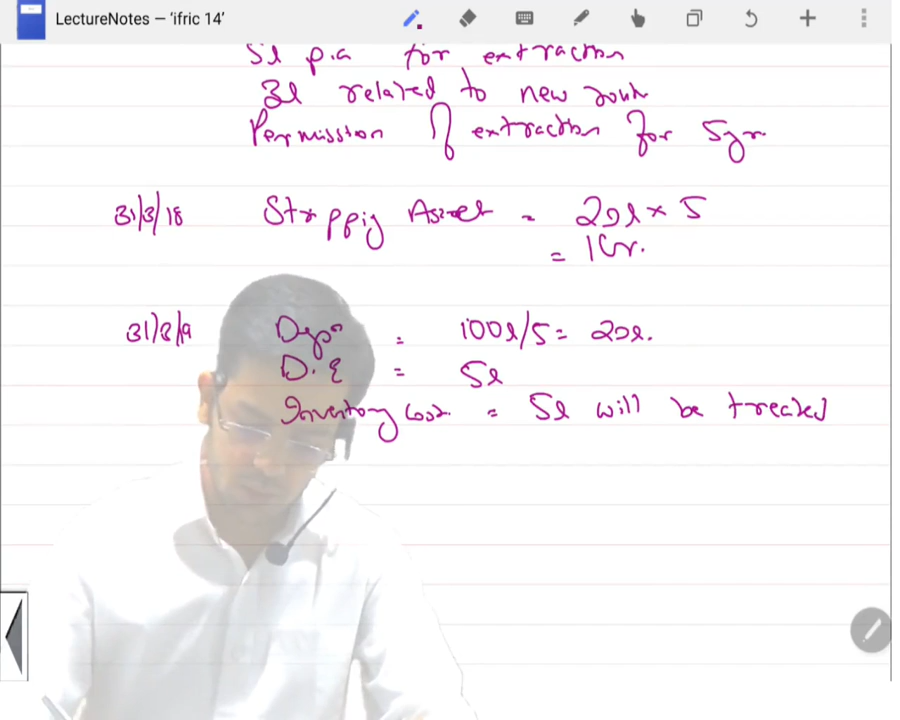 LectureNotes – 'ifric 14'
5l p.a for extraction
3l related to new
Permission of extraction for 5yr.
31/3/18 Stripping Asset = 20l × 5
= 1Cr.
31/3/19 Depn = 100l/5 = 20l.
D.E = 5l
Inventory cost. = 5l will be treated